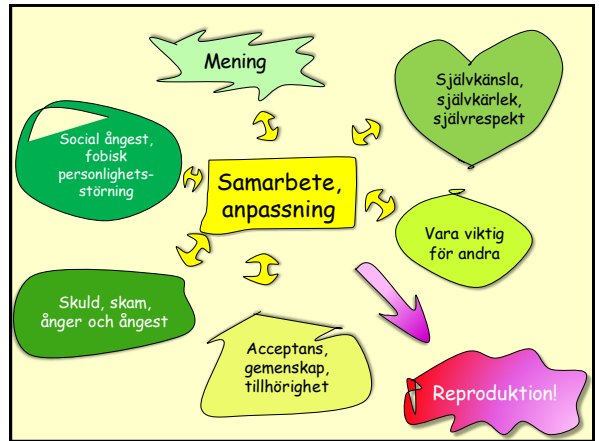 Mening
Självkänsla,
självkärlek,
självrespekt
Social ångest,
fobisk
personlighets-
störning
Samarbete,
anpassning
Vara viktig
för andra
Skuld, skam,
ånger och ångest
Acceptans,
gemenskap,
tillhörighet
Reproduktion!